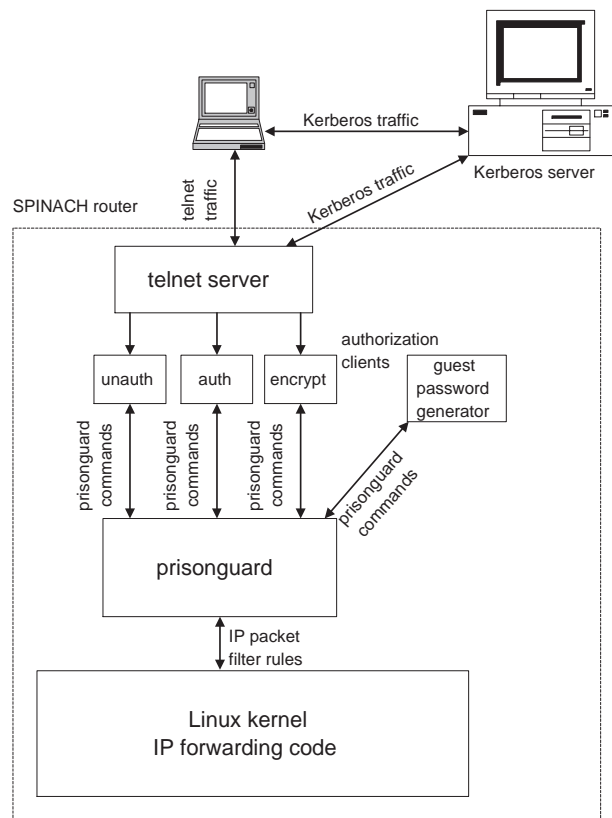 Kerberos traffic
Kerberos server
telnet
traffic
Kerberos traffic
SPINACH router
telnet server
authorization
clients
unauth
auth
encrypt
guest
password
generator
prisonguard
commands
prisonguard
commands
prisonguard
commands
prisonguard
commands
prisonguard
IP packet
filter rules
Linux kernel
IP forwarding code